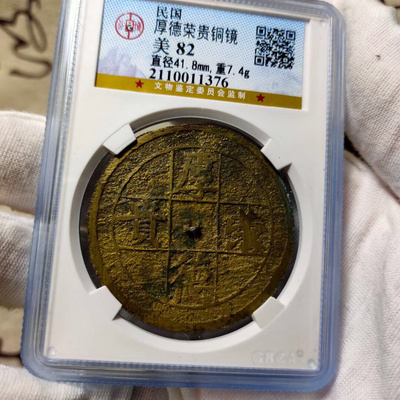 民国
厚德荣贵铜镜
美 82
直径41.8mm,重7.4g
2110011376
文物鉴定委员会监制
厚
德
荣
贵